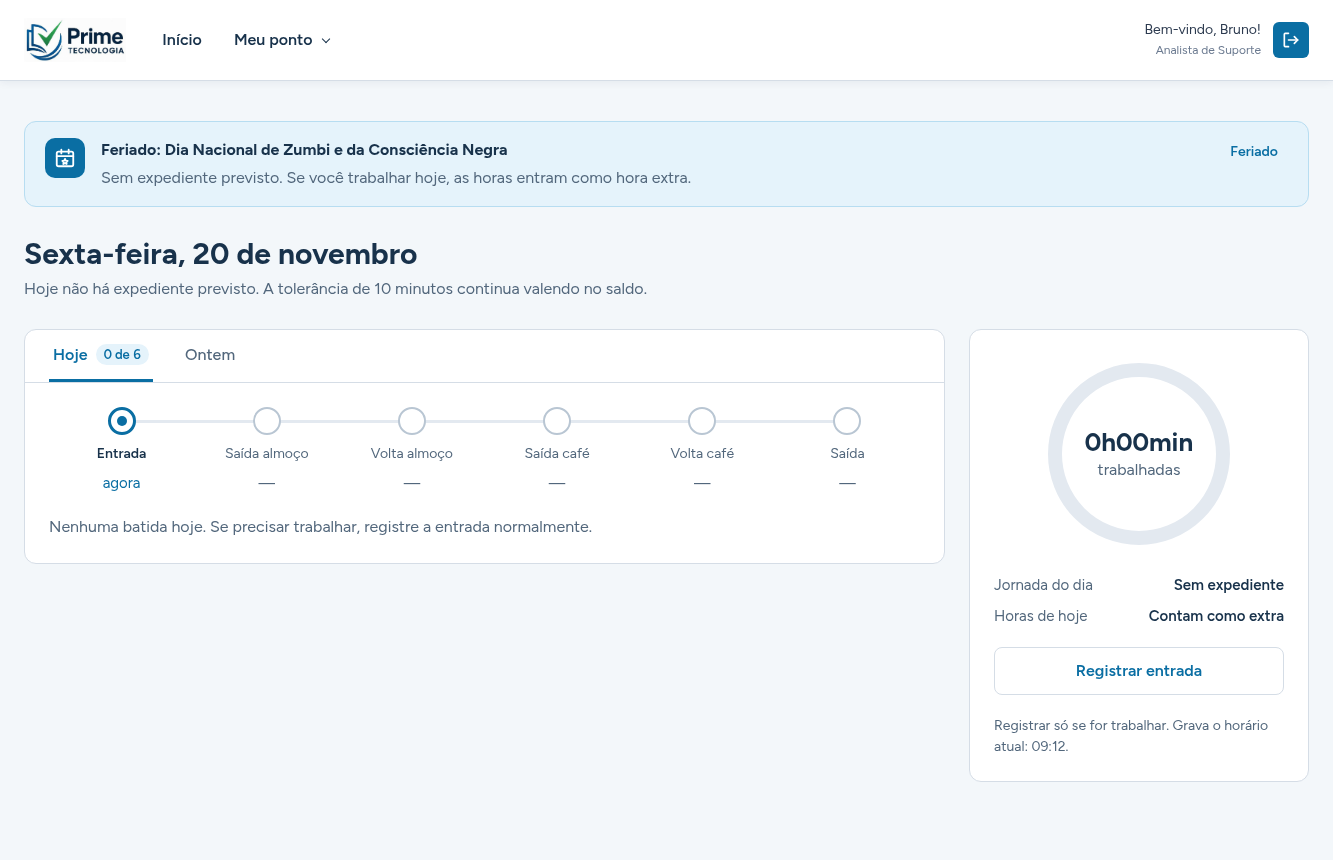 Prime
TECNOLOGIA
Início
Meu ponto
Bem-vindo, Bruno!
Analista de Suporte
Feriado: Dia Nacional de Zumbi e da Consciência Negra
Feriado
Sem expediente previsto. Se você trabalhar hoje, as horas entram como hora extra.
Sexta-feira, 20 de novembro
Hoje não há expediente previsto. A tolerância de 10 minutos continua valendo no saldo.
Hoje 0 de 6
Ontem
Entrada
agora
Saída almoço
—
Volta almoço
—
Saída café
—
Volta café
—
Saída
—
Nenhuma batida hoje. Se precisar trabalhar, registre a entrada normalmente.
0h00min
trabalhadas
Jornada do dia Sem expediente
Horas de hoje Contam como extra
Registrar entrada
Registrar só se for trabalhar. Grava o horário
atual: 09:12.